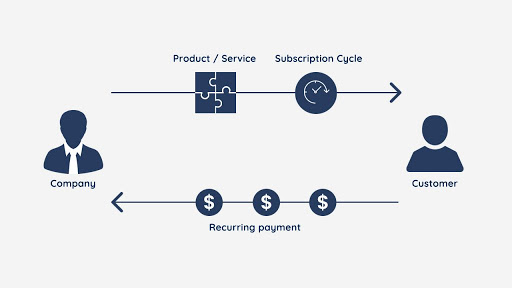 Product / Service
Subscription Cycle
Company
Customer
$ $ $
Recurring payment